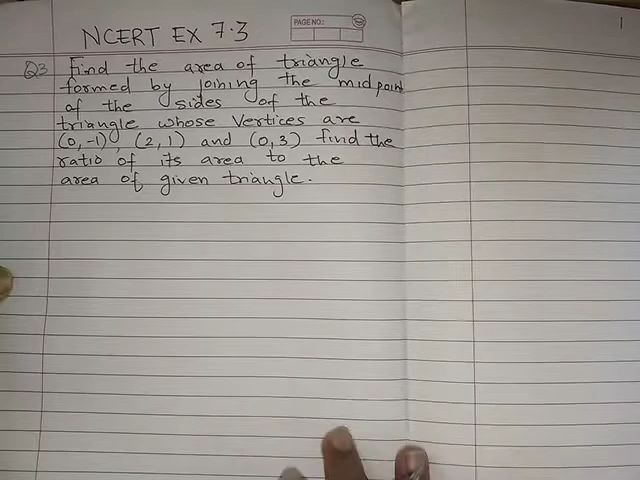 PAGE NO.:
1
NCERT EX 7.3
Q3 Find the area of triangle
formed by joining the midpoint
of the sides of the
triangle whose vertices are
(0,-1), (2,1) and (0,3) find the
ratio of its area to the
area of given triangle.